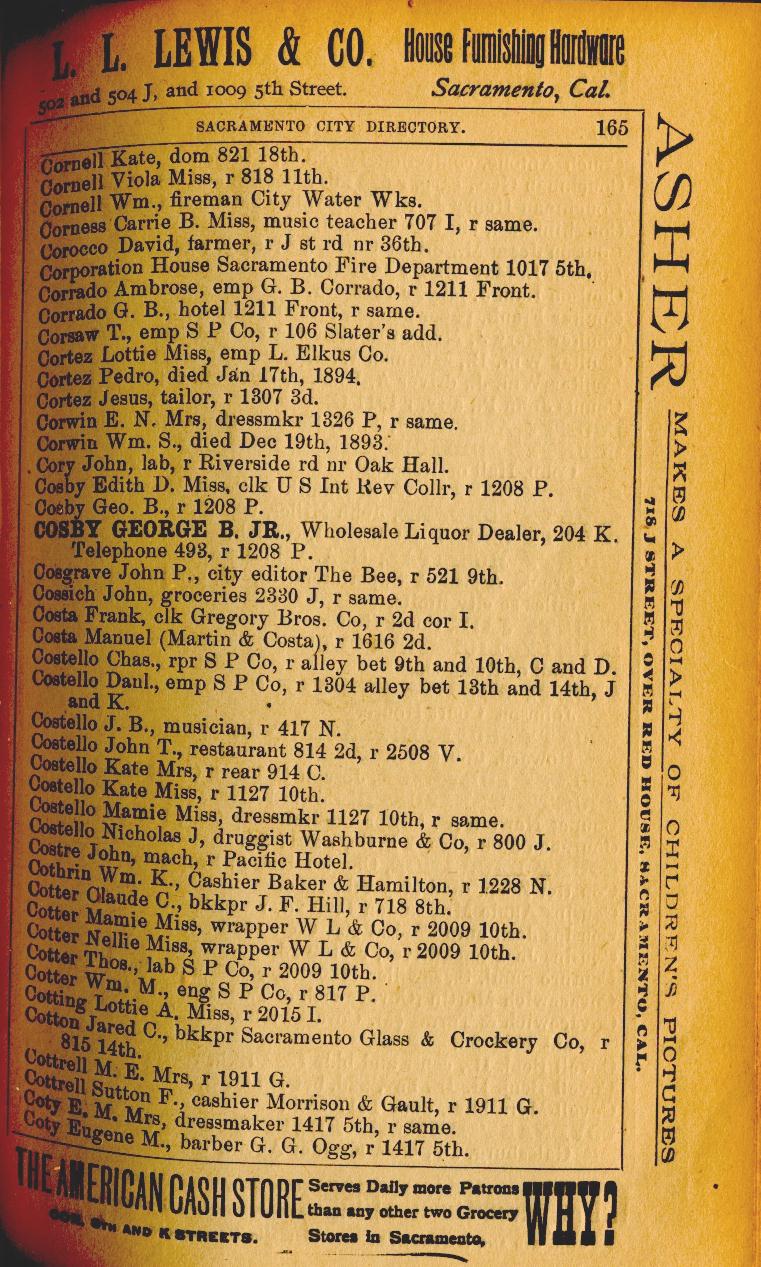 L. L. LEWIS & CO. House Furnishing Hardware
502 and 504 J, and 1009 5th Street. Sacramento, Cal.
SACRAMENTO CITY DIRECTORY. 165
Cornell Kate, dom 821 18th.
Cornell Viola Miss, r 818 11th.
Cornell Wm., fireman City Water Wks.
Corness Carrie B. Miss, music teacher 707 I, r same.
Corocco David, farmer, r J st rd nr 36th.
Corporation House Sacramento Fire Department 1017 5th.
Corrado Ambrose, emp G. B. Corrado, r 1211 Front.
Corrado G. B., hotel 1211 Front, r same.
Corsaw T., emp S P Co, r 106 Slater's add.
Cortez Lottie Miss, emp L. Elkus Co.
Cortez Pedro, died Jan 17th, 1894.
Cortez Jesus, tailor, r 1307 3d.
Corwin E. N. Mrs, dressmkr 1326 P, r same.
Corwin Wm. S., died Dec 19th, 1893.
Cory John, lab, r Riverside rd nr Oak Hall.
Cosby Edith D. Miss, clk U S Int Rev Collr, r 1208 P.
Cosby Geo. B., r 1208 P.
COSBY GEORGE B. JR., Wholesale Liquor Dealer, 204 K.
Telephone 493, r 1208 P.
Cosgrave John P., city editor The Bee, r 521 9th.
Cossich John, groceries 2330 J, r same.
Costa Frank, clk Gregory Bros. Co, r 2d cor I.
Costa Manuel (Martin & Costa), r 1616 2d.
Costello Chas., rpr S P Co, r alley bet 9th and 10th, C and D.
Costello Danl., emp S P Co, r 1304 alley bet 13th and 14th, J
and K.
Costello J. B., musician, r 417 N.
Costello John T., restaurant 814 2d, r 2508 V.
Costello Kate Mrs, r rear 914 C.
Costello Kate Miss, r 1127 10th.
Costello Mamie Miss, dressmkr 1127 10th, r same.
Costello Nicholas J, druggist Washburne & Co, r 800 J.
Costre John, mach, r Pacific Hotel.
Cothrin Wm. K., Cashier Baker & Hamilton, r 1228 N.
Cotter Claude C., bkkpr J. F. Hill, r 718 8th.
Cotter Mamie Miss, wrapper W L & Co, r 2009 10th.
Cotter Nellie Miss, wrapper W L & Co, r 2009 10th.
Cotter Thos., lab S P Co, r 2009 10th.
Cotter Wm. M., eng S P Co, r 817 P.
Cotting Lottie A. Miss, r 2015 I.
Cotton Jared C., bkkpr Sacramento Glass & Crockery Co, r
815 14th.
Cottrell M. E. Mrs, r 1911 G.
Cottrell Sutton F., cashier Morrison & Gault, r 1911 G.
Coty E. M. Mrs, dressmaker 1417 5th, r same.
Coty Eugene M., barber G. G. Ogg, r 1417 5th.
ASHER MAKES A SPECIALTY OF CHILDREN'S PICTURES
718 J STREET, OVER RED HOUSE, SACRAMENTO, CAL.
THE AMERICAN CASH STORE Serves Daily more Patrons
than any other two Grocery
Stores in Sacramento, WHY?
COR. 8TH AND K STREETS.